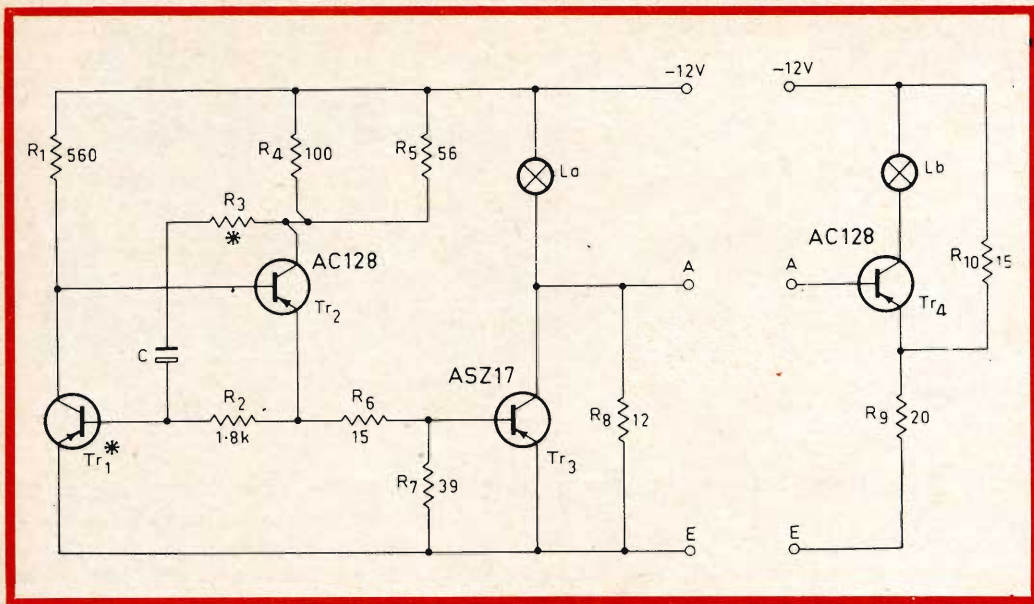 -12V
-12V
R1 560
R4 100
R5 56
La
Lb
R3
*
AC128
AC128
R10 15
A
A
Tr2
Tr4
C
ASZ17
R2
1·8k
R6
15
R8 12
R9 20
Tr1 *
R7 39
Tr3
E
E